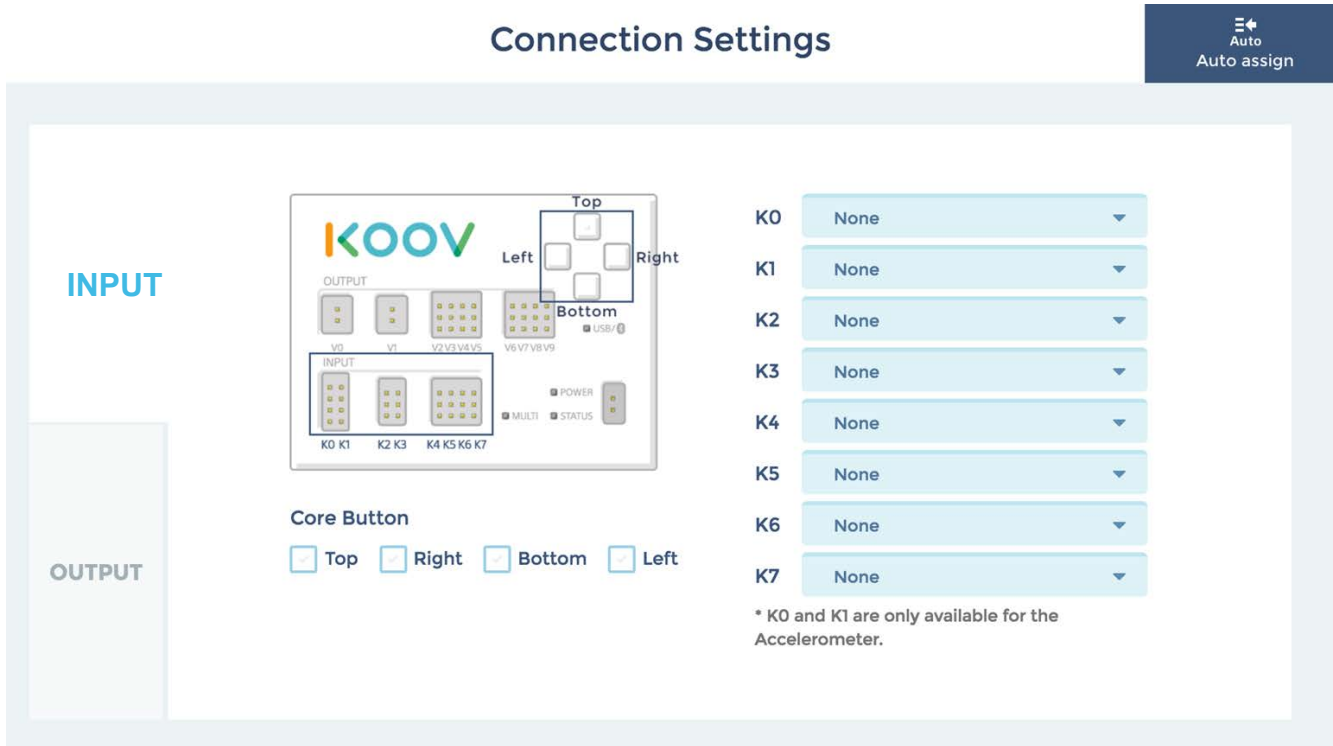 Connection Settings
Auto
Auto assign
INPUT
OUTPUT
KOOV
Top
Left
Right
Bottom
OUTPUT
USB/
V0 V1 V2 V3 V4 V5 V6 V7 V8 V9
INPUT
POWER
MULTI STATUS
K0 K1 K2 K3 K4 K5 K6 K7
Core Button
Top Right Bottom Left
K0 None
K1 None
K2 None
K3 None
K4 None
K5 None
K6 None
K7 None
* K0 and K1 are only available for the
Accelerometer.